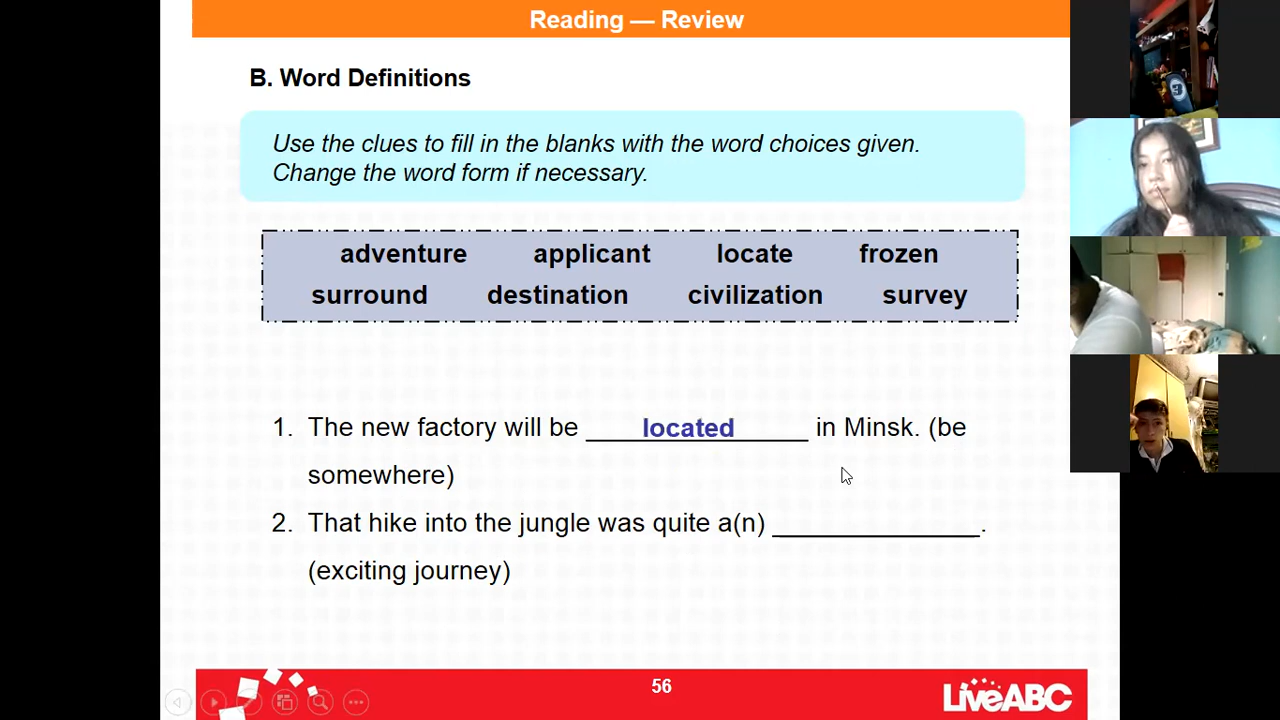 Reading — Review
B. Word Definitions
Use the clues to fill in the blanks with the word choices given.
Change the word form if necessary.
adventure applicant locate frozen
surround destination civilization survey
1. The new factory will be located in Minsk. (be
somewhere)
2. That hike into the jungle was quite a(n) ______________.
(exciting journey)
56
LiveABC